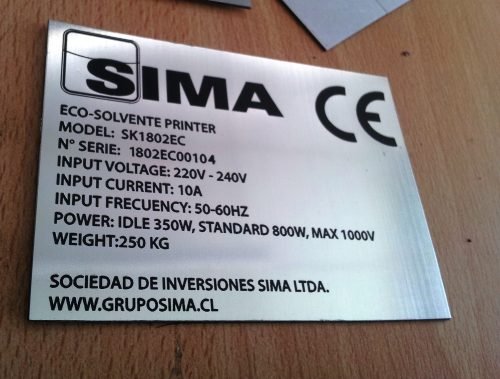 SIMA CE
ECO-SOLVENTE PRINTER
MODEL: SK1802EC
N° SERIE: 1802EC00104
INPUT VOLTAGE: 220V - 240V
INPUT CURRENT: 10A
INPUT FRECUENCY: 50-60HZ
POWER: IDLE 350W, STANDARD 800W, MAX 1000V
WEIGHT:250 KG
SOCIEDAD DE INVERSIONES SIMA LTDA.
WWW.GRUPOSIMA.CL